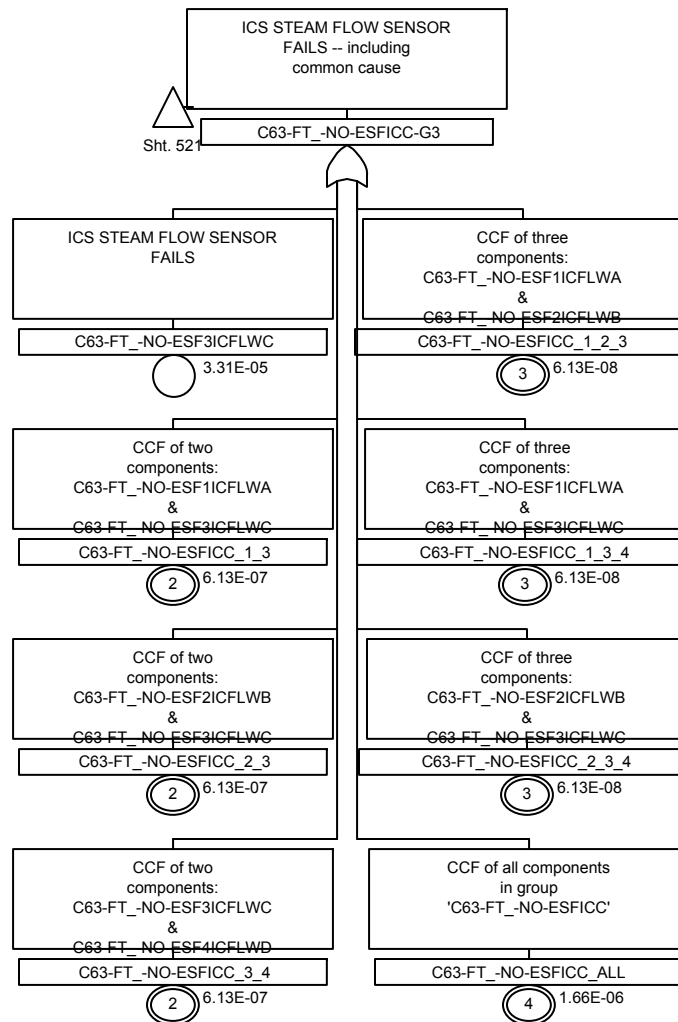 ICS STEAM FLOW SENSOR
FAILS -- including
common cause
Sht. 521
C63-FT_-NO-ESFICC-G3
ICS STEAM FLOW SENSOR
FAILS
C63-FT_-NO-ESF3ICFLWC
3.31E-05
CCF of three
components:
C63-FT_-NO-ESF1ICFLWA
&
C63-FT_-NO-ESF2ICFLWB
C63-FT_-NO-ESFICC_1_2_3
3
6.13E-08
CCF of two
components:
C63-FT_-NO-ESF1ICFLWA
&
C63-FT_-NO-ESF3ICFLWC
C63-FT_-NO-ESFICC_1_3
2
6.13E-07
CCF of three
components:
C63-FT_-NO-ESF1ICFLWA
&
C63-FT_-NO-ESF3ICFLWC
C63-FT_-NO-ESFICC_1_3_4
3
6.13E-08
CCF of two
components:
C63-FT_-NO-ESF2ICFLWB
&
C63-FT_-NO-ESF3ICFLWC
C63-FT_-NO-ESFICC_2_3
2
6.13E-07
CCF of three
components:
C63-FT_-NO-ESF2ICFLWB
&
C63-FT_-NO-ESF3ICFLWC
C63-FT_-NO-ESFICC_2_3_4
3
6.13E-08
CCF of two
components:
C63-FT_-NO-ESF3ICFLWC
&
C63-FT_-NO-ESF4ICFLWD
C63-FT_-NO-ESFICC_3_4
2
6.13E-07
CCF of all components
in group
'C63-FT_-NO-ESFICC'
C63-FT_-NO-ESFICC_ALL
4
1.66E-06